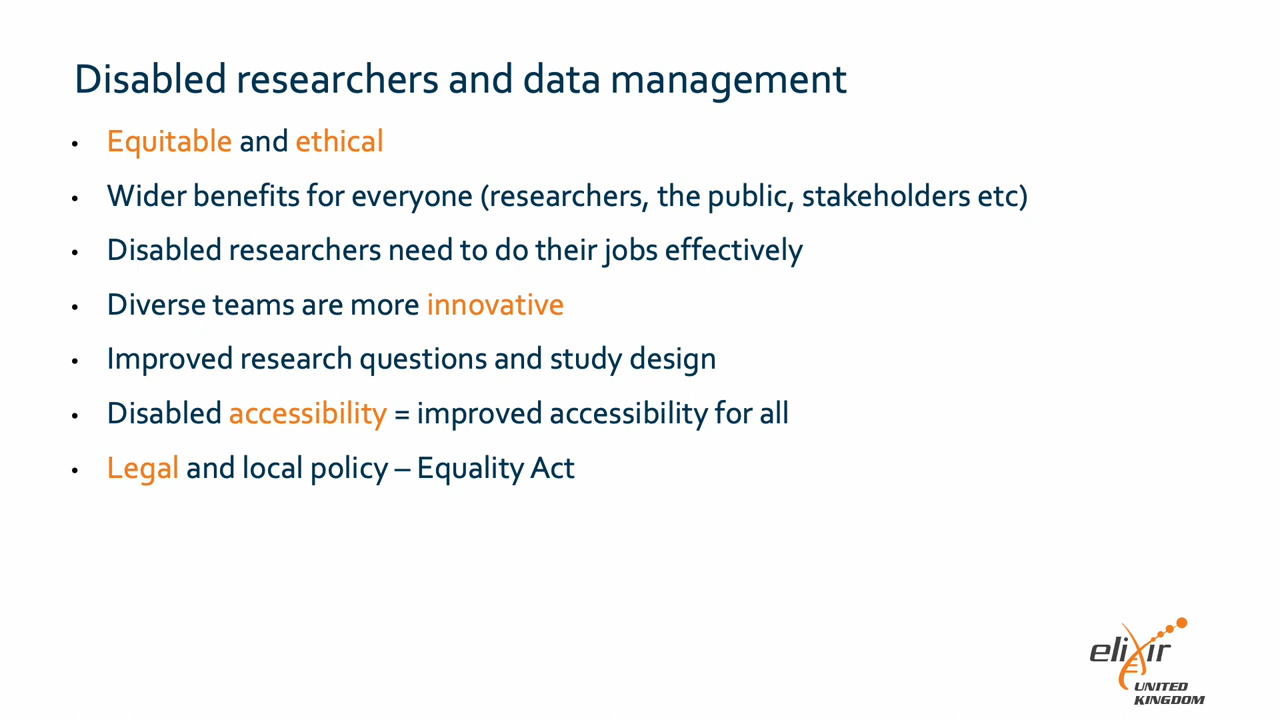 Disabled researchers and data management
• Equitable and ethical
• Wider benefits for everyone (researchers, the public, stakeholders etc)
• Disabled researchers need to do their jobs effectively
• Diverse teams are more innovative
• Improved research questions and study design
• Disabled accessibility = improved accessibility for all
• Legal and local policy – Equality Act
elixir
UNITED
KINGDOM